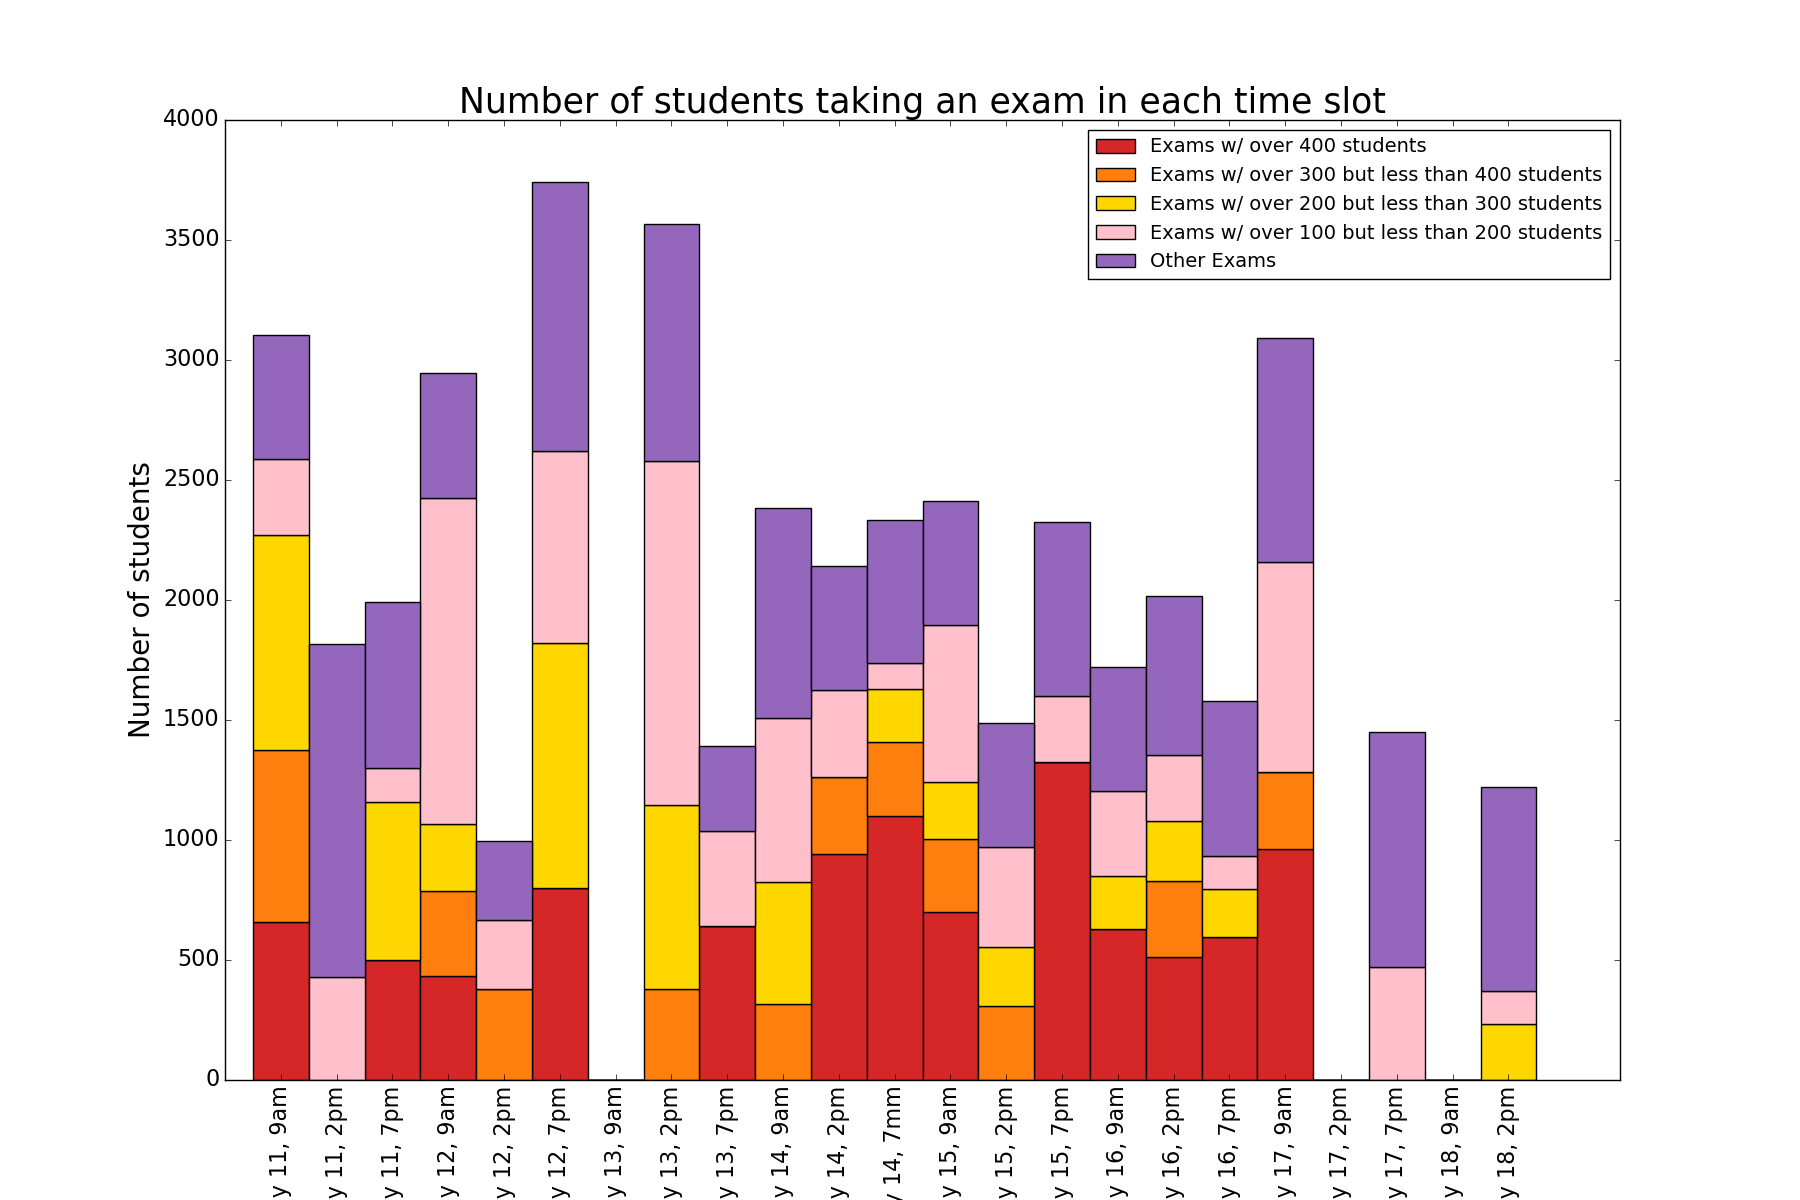 Number of students taking an exam in each time slot
Exams w/ over 400 students
Exams w/ over 300 but less than 400 students
Exams w/ over 200 but less than 300 students
Exams w/ over 100 but less than 200 students
Other Exams
Number of students
4000
3500
3000
2500
2000
1500
1000
500
0
y 11, 9am
y 11, 2pm
y 11, 7pm
y 12, 9am
y 12, 2pm
y 12, 7pm
y 13, 9am
y 13, 2pm
y 13, 7pm
y 14, 9am
y 14, 2pm
y 14, 7mm
y 15, 9am
y 15, 2pm
y 15, 7pm
y 16, 9am
y 16, 2pm
y 16, 7pm
y 17, 9am
y 17, 2pm
y 17, 7pm
y 18, 9am
y 18, 2pm